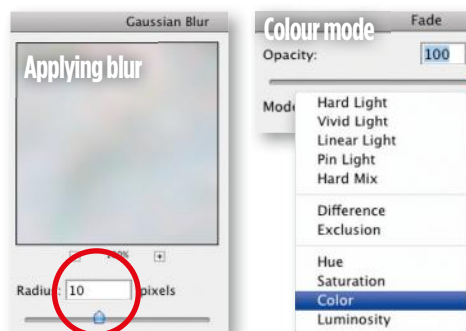 Gaussian Blur
Applying blur
100%
Radius: 10 pixels
Colour mode
Fade
Opacity: 100
Mode
Hard Light
Vivid Light
Linear Light
Pin Light
Hard Mix
Difference
Exclusion
Hue
Saturation
Color
Luminosity